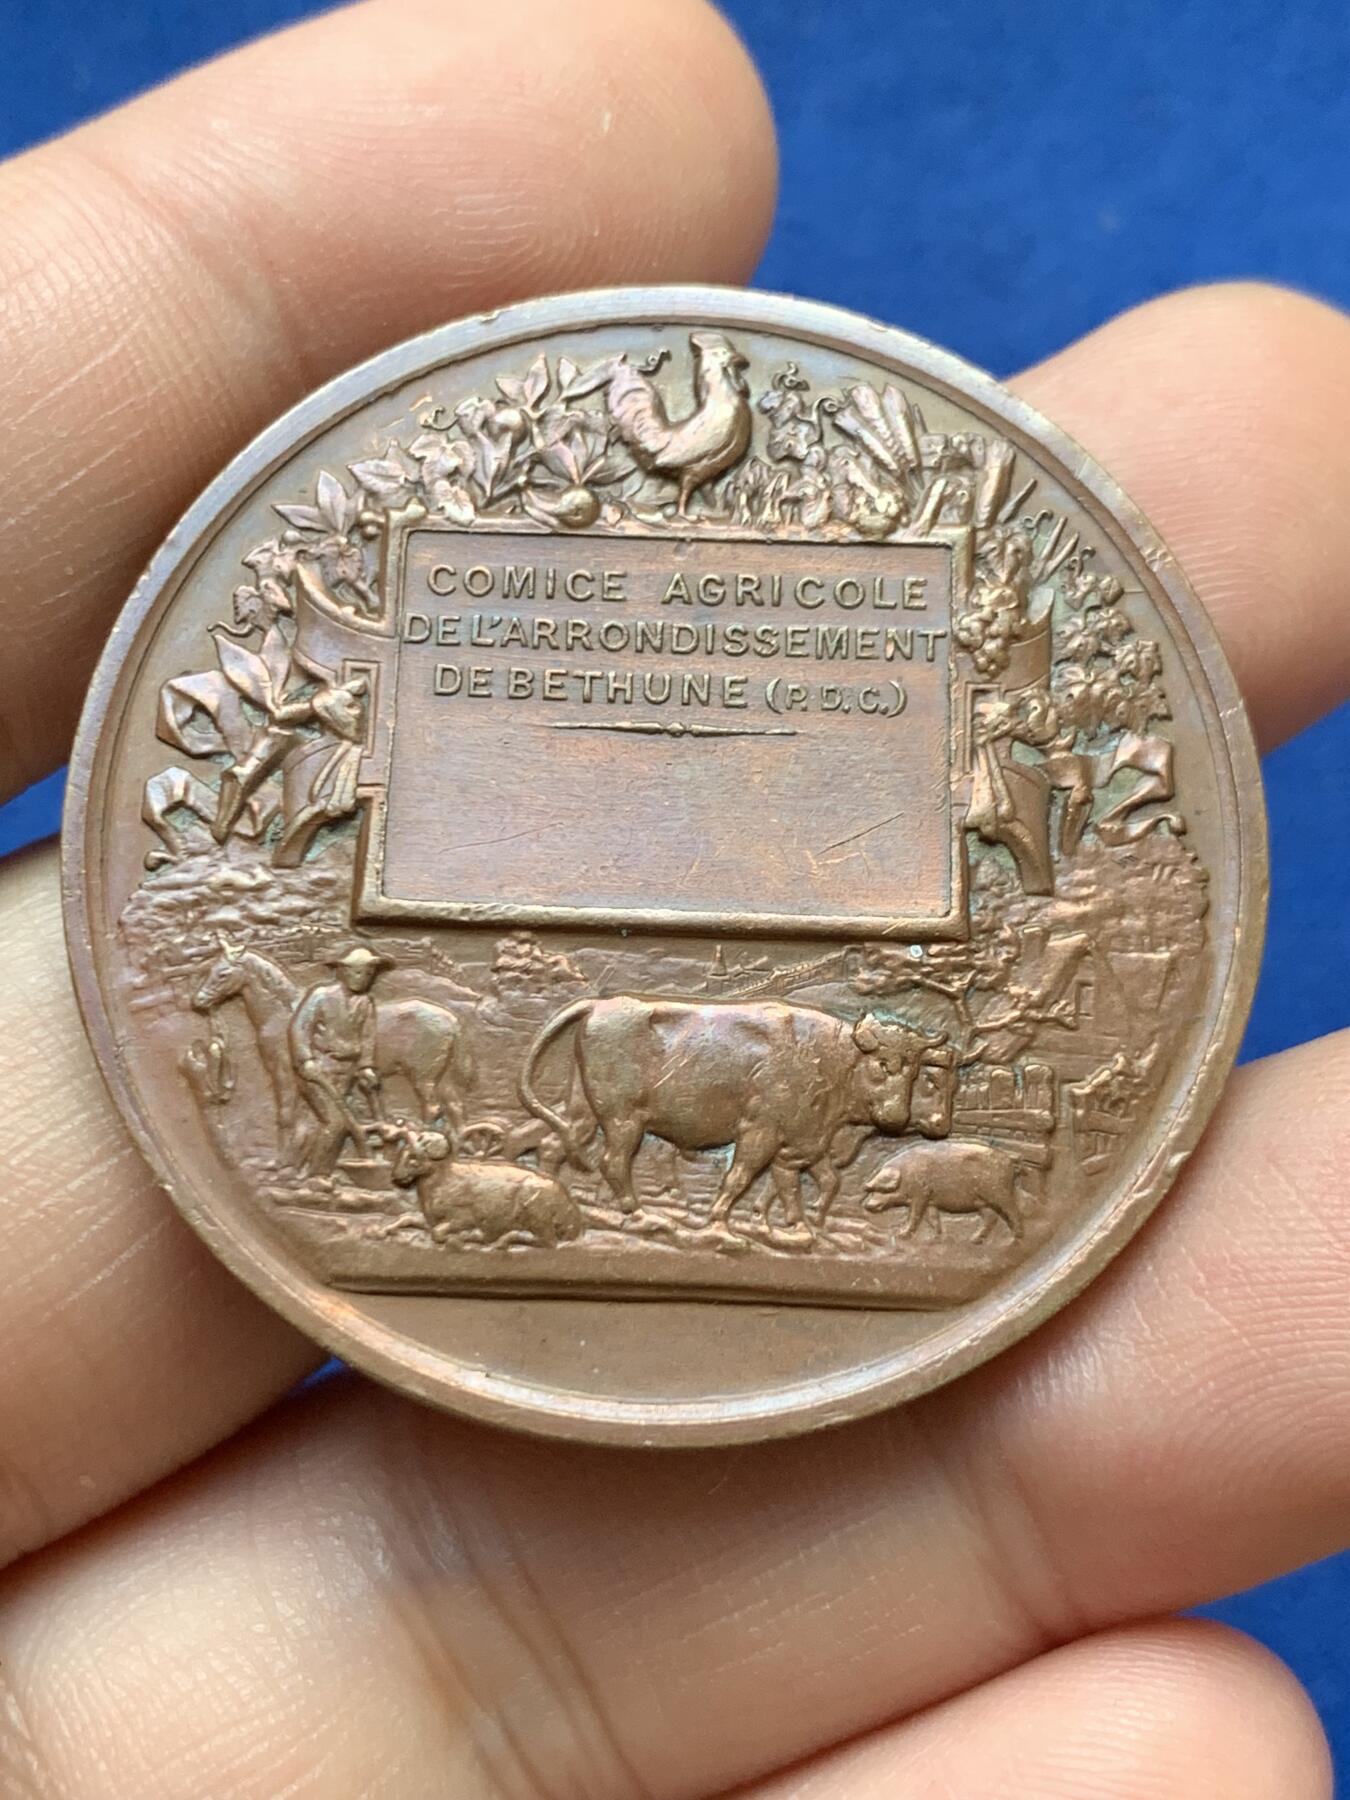 COMICE AGRICOLE
DE L'ARRONDISSEMENT
DE BETHUNE (P.D.C.)